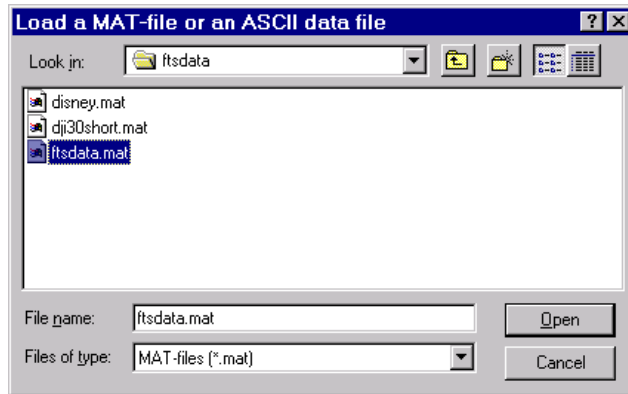 Load a MAT-file or an ASCII data file
Look in: ftsdata
disney.mat
dji30short.mat
ftsdata.mat
File name: ftsdata.mat Open
Files of type: MAT-files (*.mat) Cancel